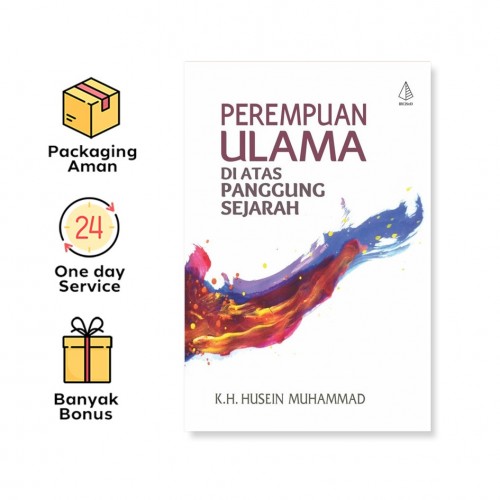 Packaging
Aman
24
One day
Service
Banyak
Bonus
PEREMPUAN
ULAMA
DI ATAS
PANGGUNG
SEJARAH
K.H. HUSEIN MUHAMMAD